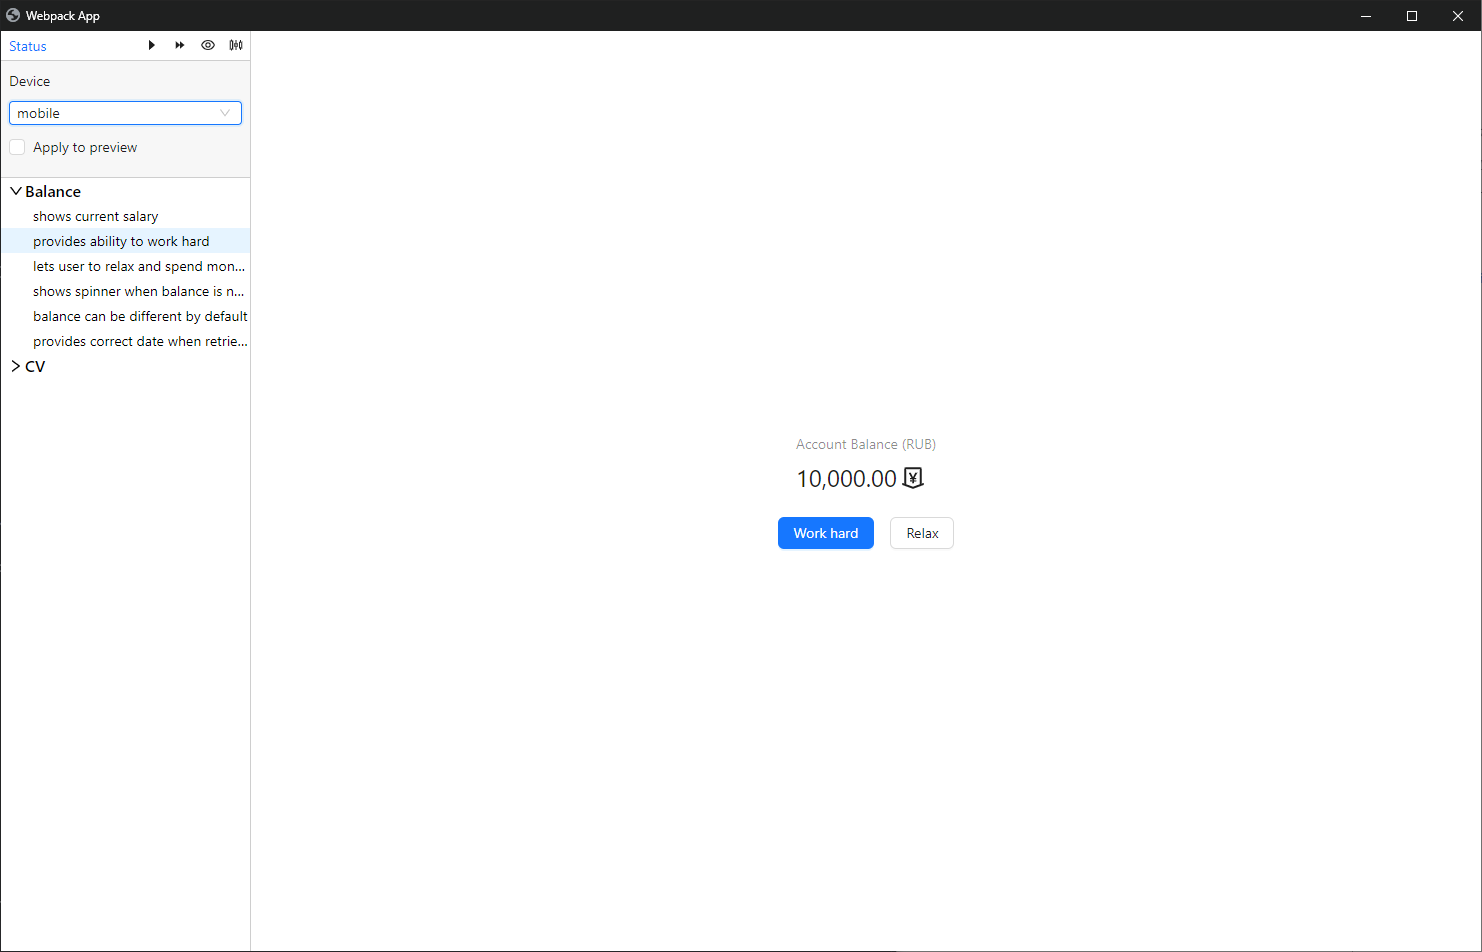 Webpack App
Status
Device
mobile
Apply to preview
Balance
shows current salary
provides ability to work hard
lets user to relax and spend mon...
shows spinner when balance is n...
balance can be different by default
provides correct date when retrie...
CV
Account Balance (RUB)
10,000.00
Work hard
Relax